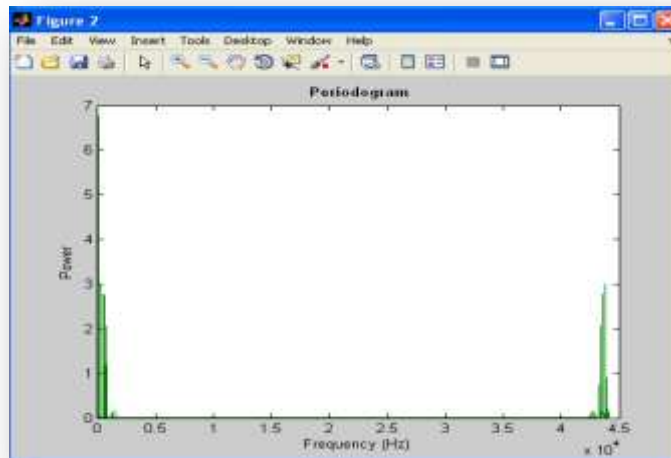 Figure 2
File Edit View Insert Tools Desktop Window Help
Periodogram
7
6
5
4
3
2
1
0
Power
0 0.5 1 1.5 2 2.5 3 3.5 4 4.5
Frequency (Hz)
x 10⁴